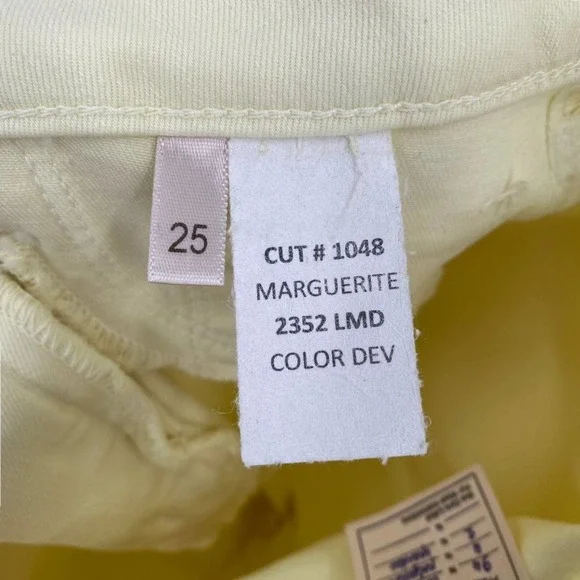 25
CUT # 1048
MARGUERITE
2352 LMD
COLOR DEV